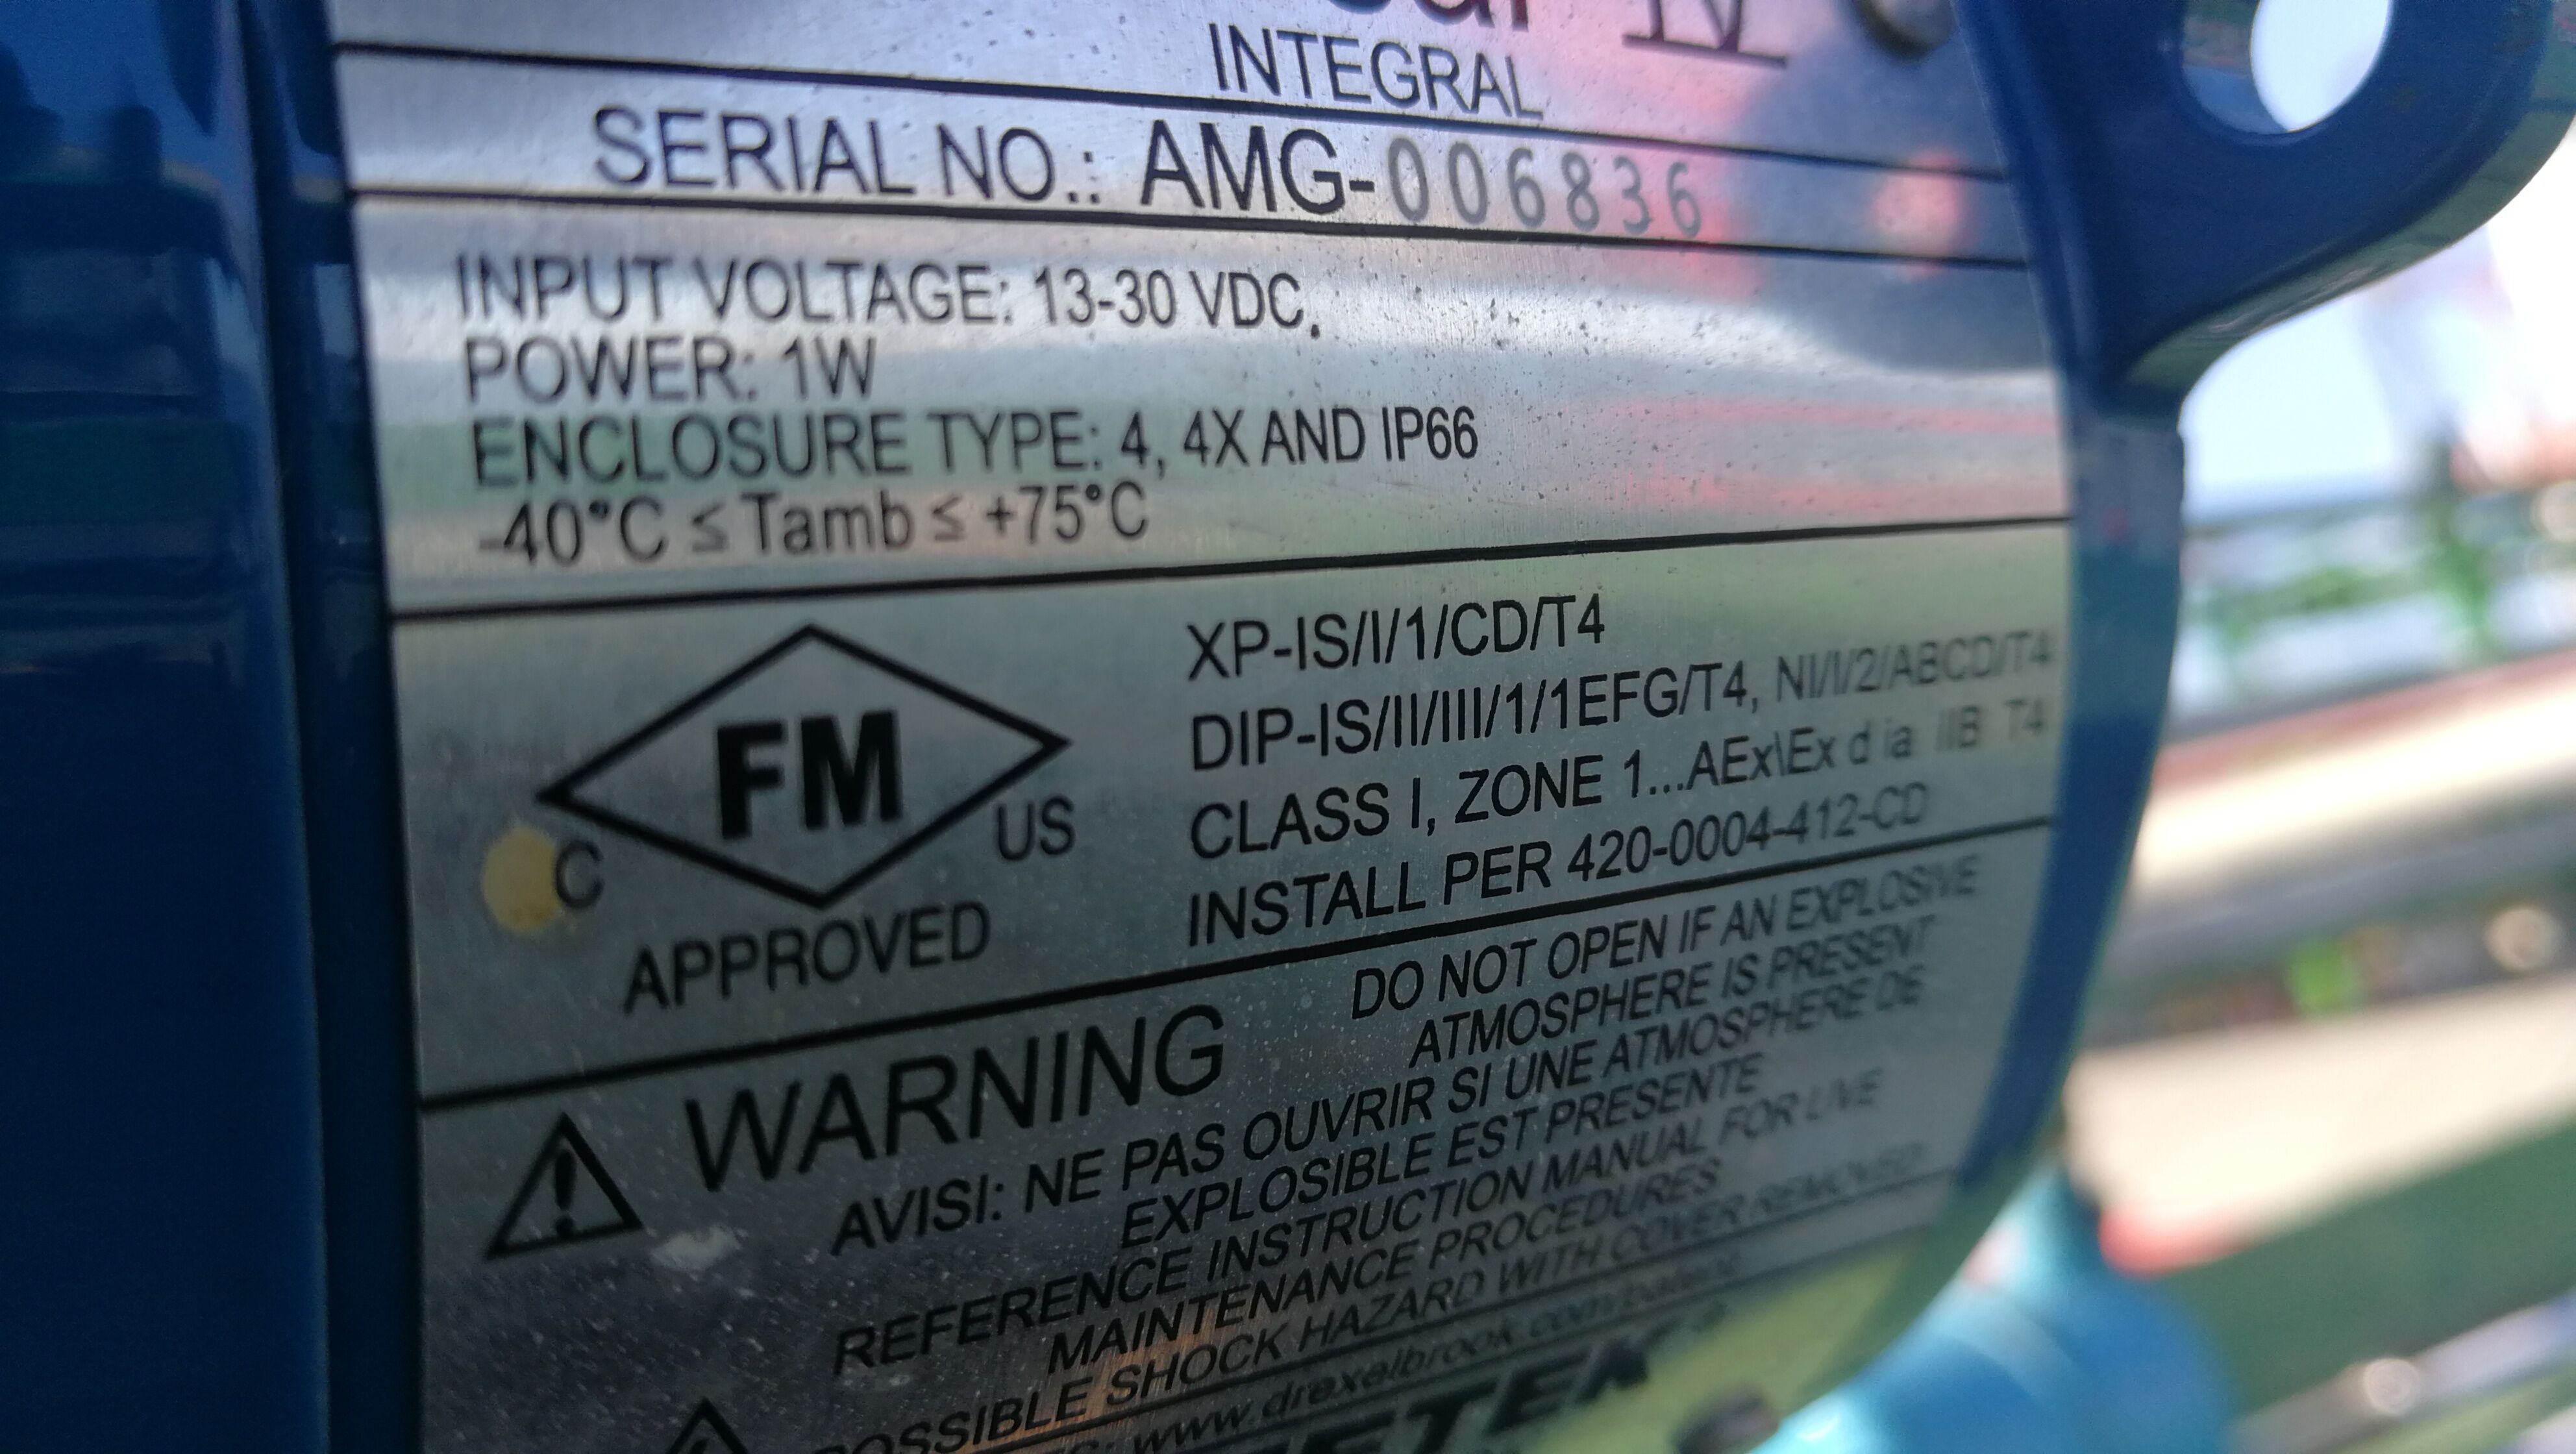 IV
INTEGRAL
SERIAL NO.: AMG-006836
INPUT VOLTAGE: 13-30 VDC.
POWER: 1W
ENCLOSURE TYPE: 4, 4X AND IP66
-40°C ≤ Tamb ≤ +75°C
FM
C US
APPROVED
XP-IS/I/1/CD/T4
DIP-IS/II/III/1/1EFG/T4, NI/I/2/ABCD/T4
CLASS I, ZONE 1...AEx\Ex d ia IIB T4
INSTALL PER 420-0004-412-CD
WARNING
DO NOT OPEN IF AN EXPLOSIVE
ATMOSPHERE IS PRESENT
AVISI: NE PAS OUVRIR SI UNE ATMOSPHERE DE
EXPLOSIBLE EST PRESENTE
REFERENCE INSTRUCTION MANUAL FOR LIVE
MAINTENANCE PROCEDURES
POSSIBLE SHOCK HAZARD WITH COVER REMOVED
www.drexelbrook.com/